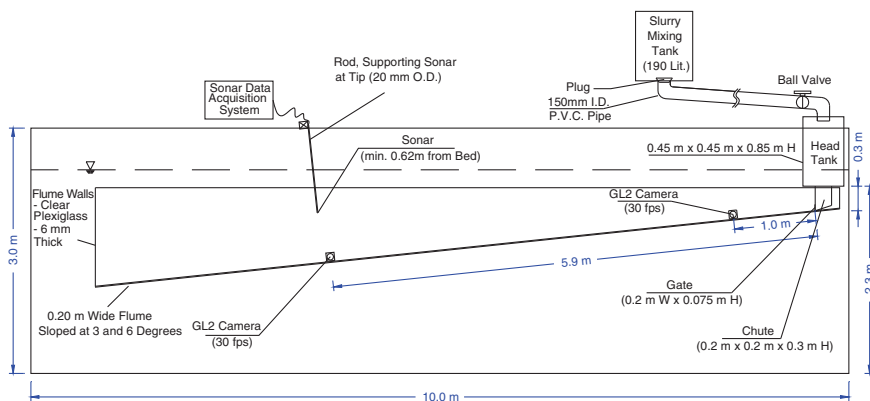 Slurry
Mixing
Tank
(190 Lit.)
Rod, Supporting Sonar
at Tip (20 mm O.D.)
Sonar Data
Acquisition
System
Plug
150mm I.D.
P.V.C. Pipe
Ball Valve
Sonar
(min. 0.62m from Bed)
0.45 m x 0.45 m x 0.85 m H
Head
Tank
0.3 m
Flume Walls
- Clear
Plexiglass
- 6 mm
Thick
GL2 Camera
(30 fps)
1.0 m
3.0 m
5.9 m
2.3 m
0.20 m Wide Flume
Sloped at 3 and 6 Degrees
GL2 Camera
(30 fps)
Gate
(0.2 m W x 0.075 m H)
Chute
(0.2 m x 0.2 m x 0.3 m H)
10.0 m